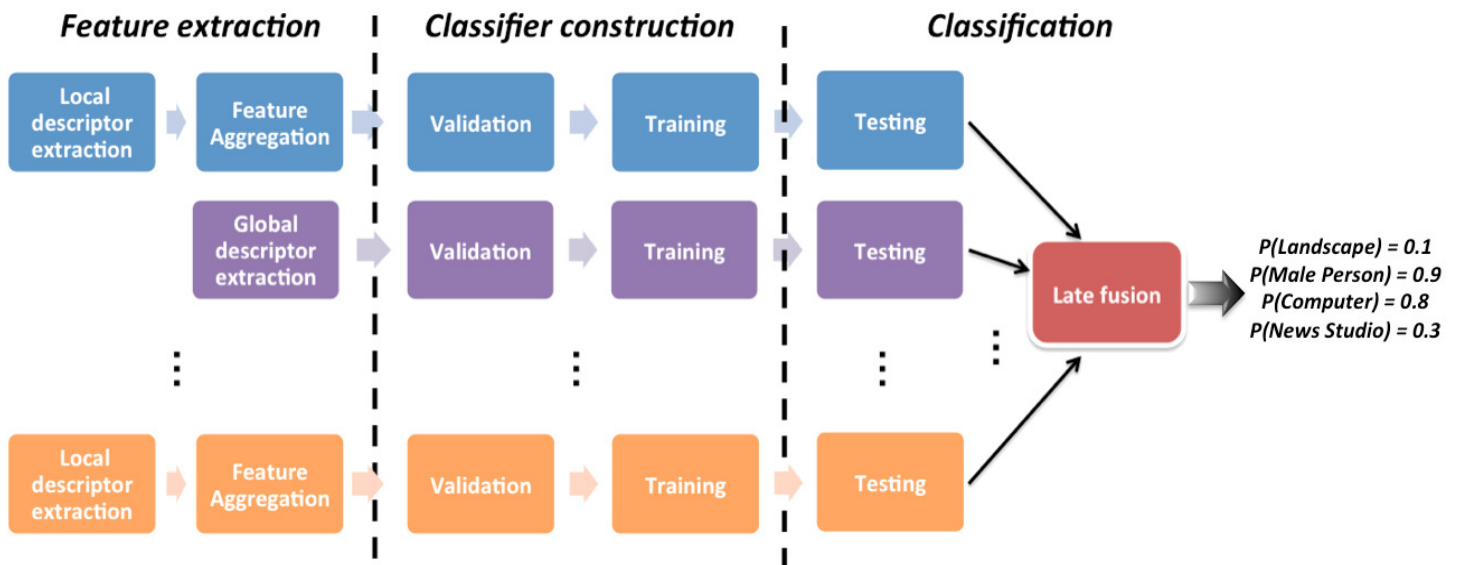 Feature extraction
Classifier construction
Classification
Local
descriptor
extraction
Feature
Aggregation
Validation
Training
Testing
Global
descriptor
extraction
Validation
Training
Testing
Late fusion
P(Landscape) = 0.1
P(Male Person) = 0.9
P(Computer) = 0.8
P(News Studio) = 0.3
Local
descriptor
extraction
Feature
Aggregation
Validation
Training
Testing